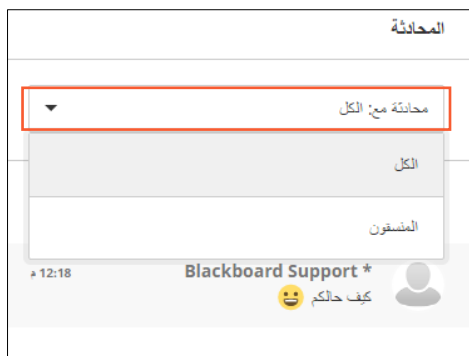 المحادثة
محادثة مع: الكل
الكل
المنسقون
Blackboard Support * 12:18 م
كيف حالكم 😀